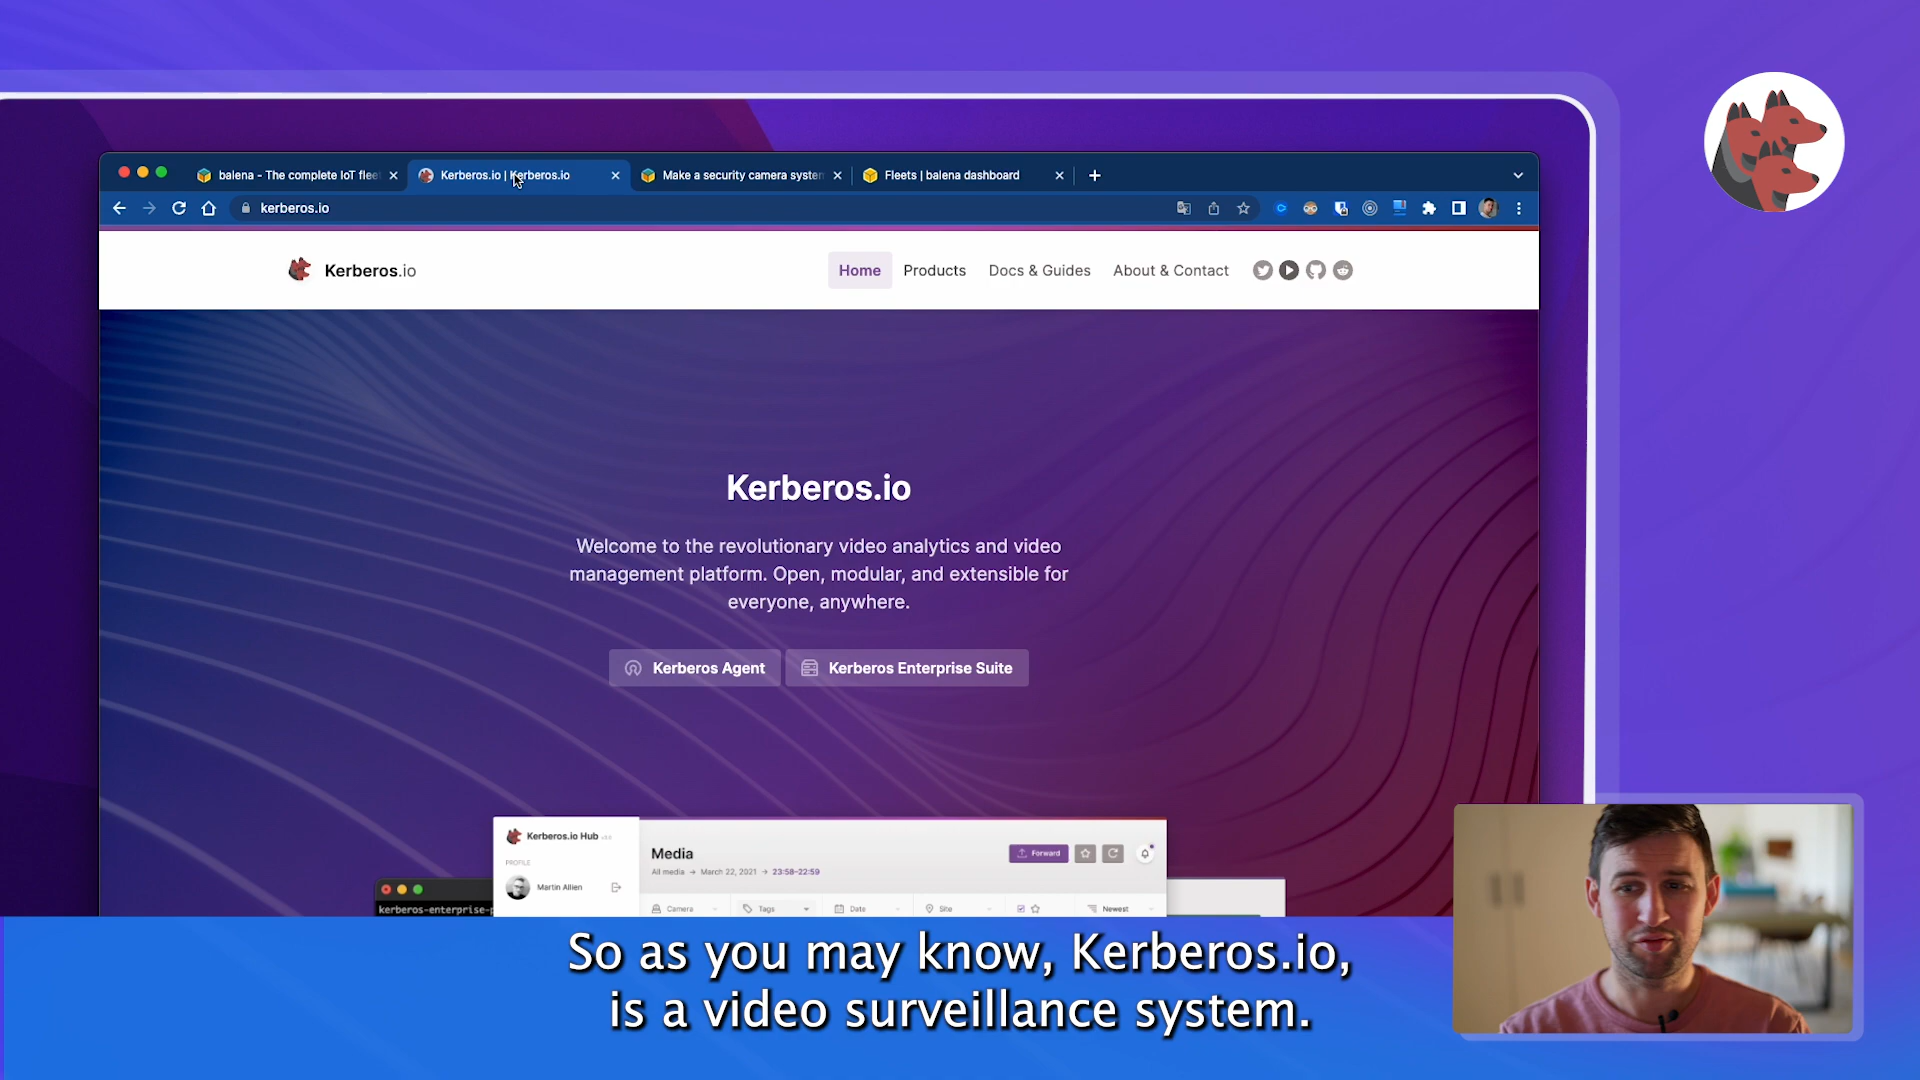 balena - The complete IoT flee
Kerberos.io | Kerberos.io
Make a security camera system
Fleets | balena dashboard
kerberos.io
Kerberos.io
Home
Products
Docs & Guides
About & Contact
Kerberos.io
Welcome to the revolutionary video analytics and video
management platform. Open, modular, and extensible for
everyone, anywhere.
Kerberos Agent
Kerberos Enterprise Suite
Kerberos.io Hub
PROFILE
Martin Allien
Media
All media → March 22, 2021 → 23:58-22:59
Forward
Camera
Tags
Date
Site
Newest
kerberos-enterprise-
So as you may know, Kerberos.io,
is a video surveillance system.